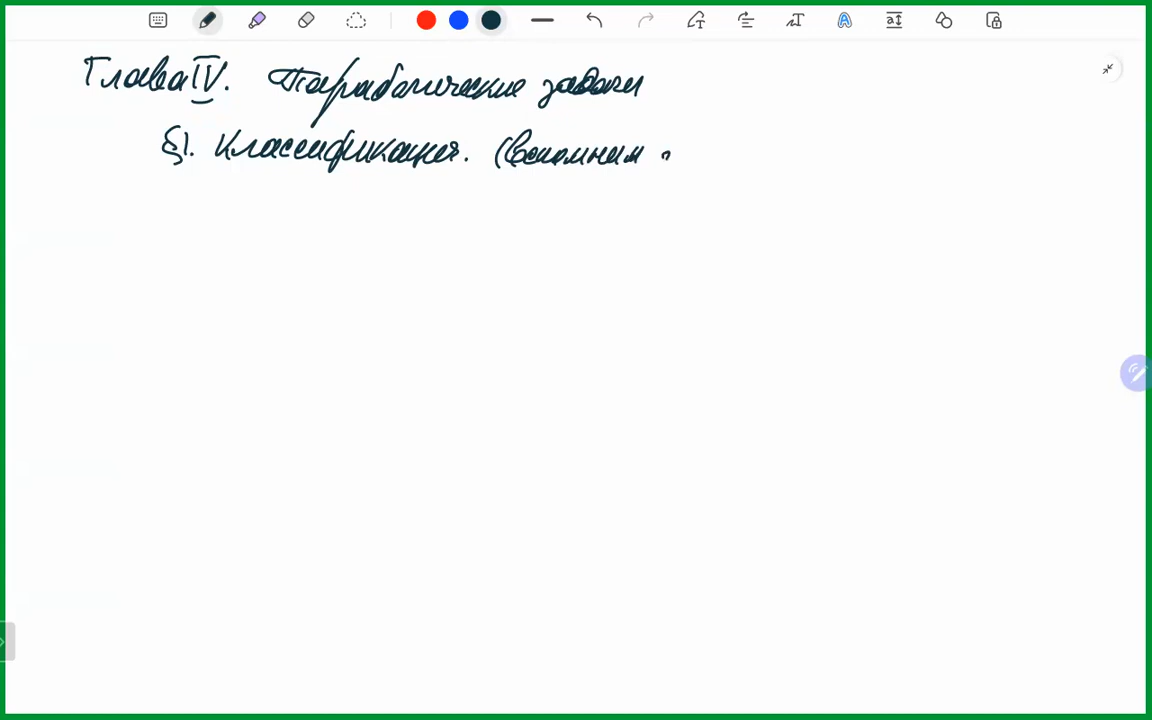 Глава IV. Параболические задачи
§1. Классификация. (Вспомним